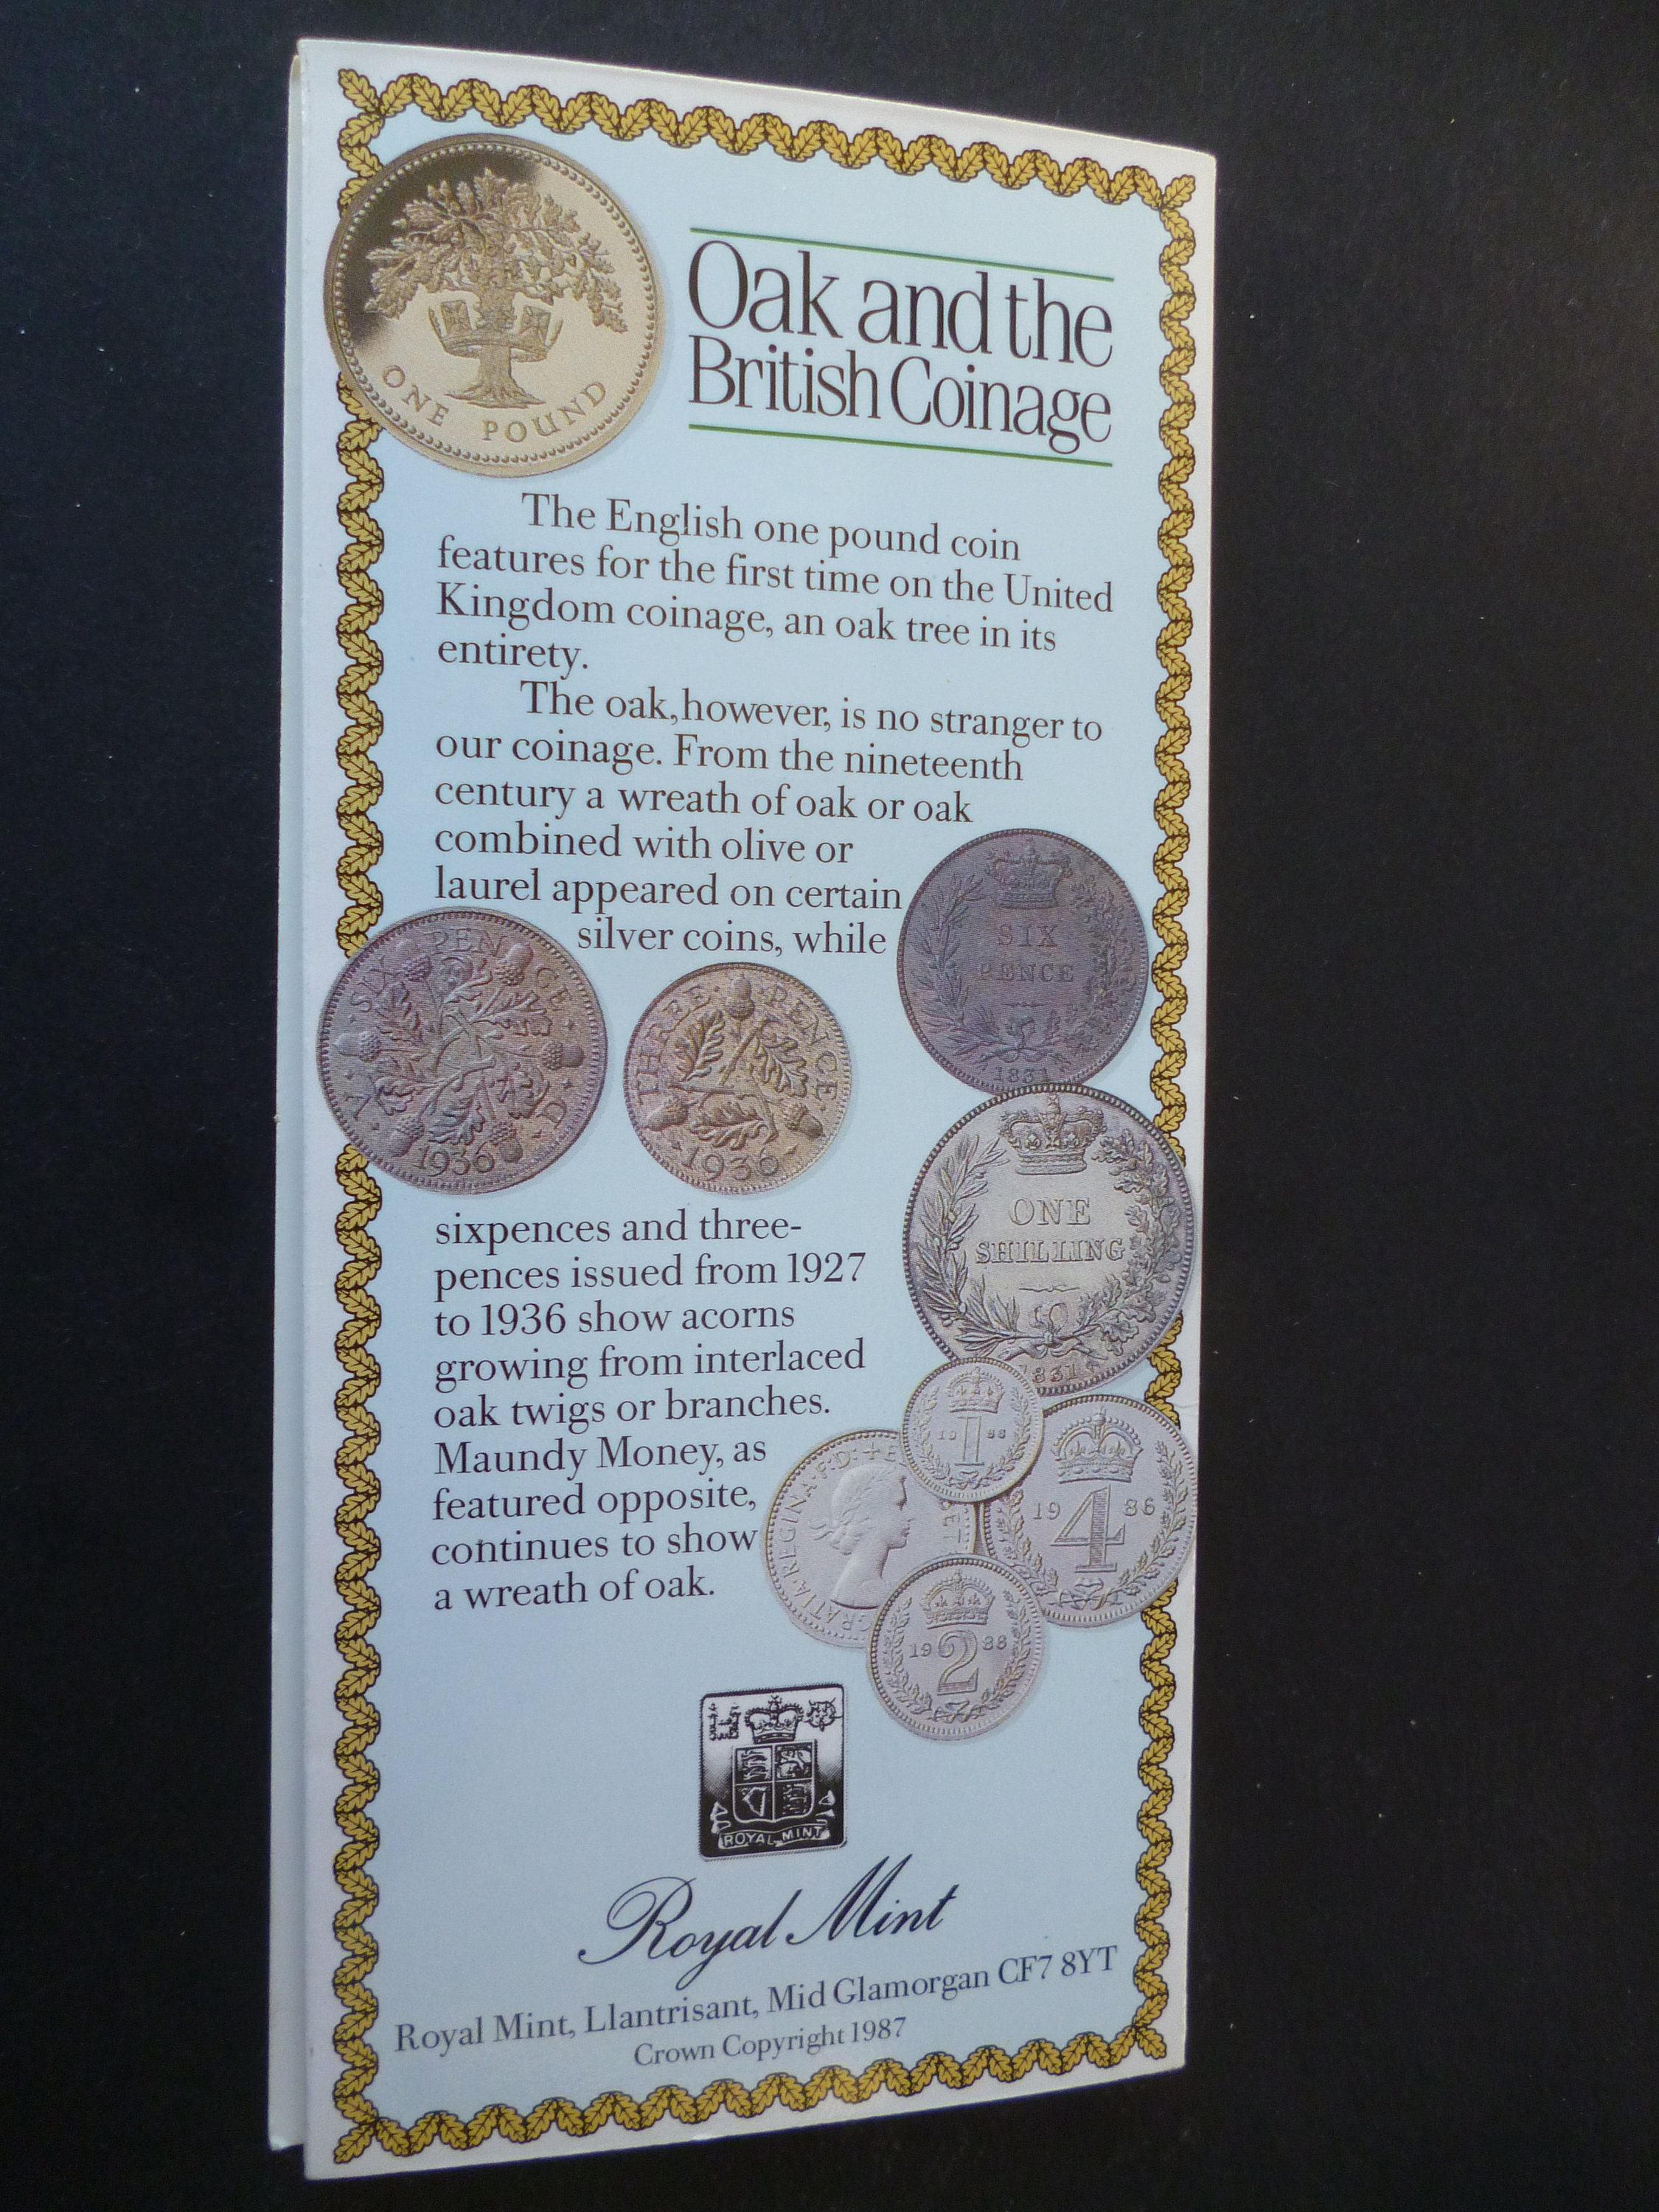 ONE POUND
Oak and the
British Coinage
The English one pound coin
features for the first time on the United
Kingdom coinage, an oak tree in its
entirety.
The oak, however, is no stranger to
our coinage. From the nineteenth
century a wreath of oak or oak
combined with olive or
laurel appeared on certain
silver coins, while
SIX PENCE
A D
1936
THREE PENCE
1936
SIX
PENCE
1831
ONE
SHILLING
1831
sixpences and three-
pences issued from 1927
to 1936 show acorns
growing from interlaced
oak twigs or branches.
Maundy Money, as
featured opposite,
continues to show
a wreath of oak.
1
GRATIA·REGINA·F:D:+E
19 4 86
19 2 88
ROYAL MINT
Royal Mint
Royal Mint, Llantrisant, Mid Glamorgan CF7 8YT
Crown Copyright 1987